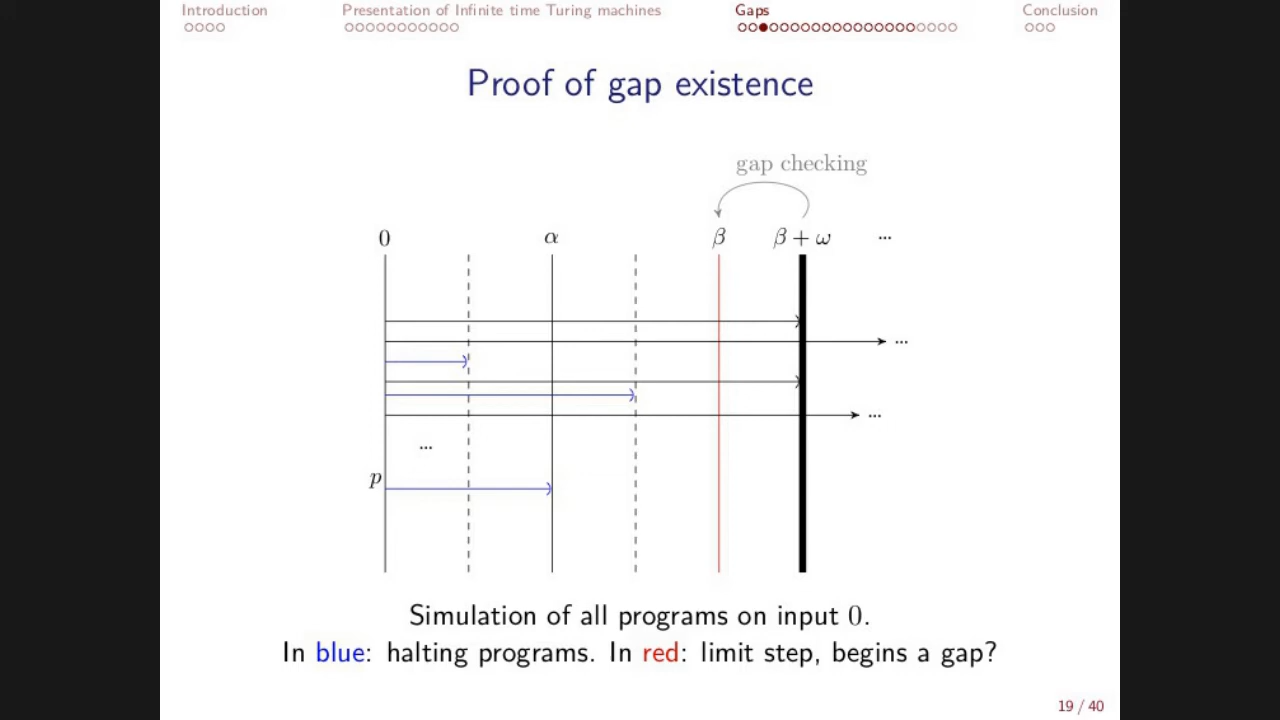 Introduction
Presentation of Infinite time Turing machines
Gaps
Conclusion
Proof of gap existence
gap checking
0
α
β
β + ω
...
...
...
...
p
Simulation of all programs on input 0.
In blue: halting programs. In red: limit step, begins a gap?
19 / 40